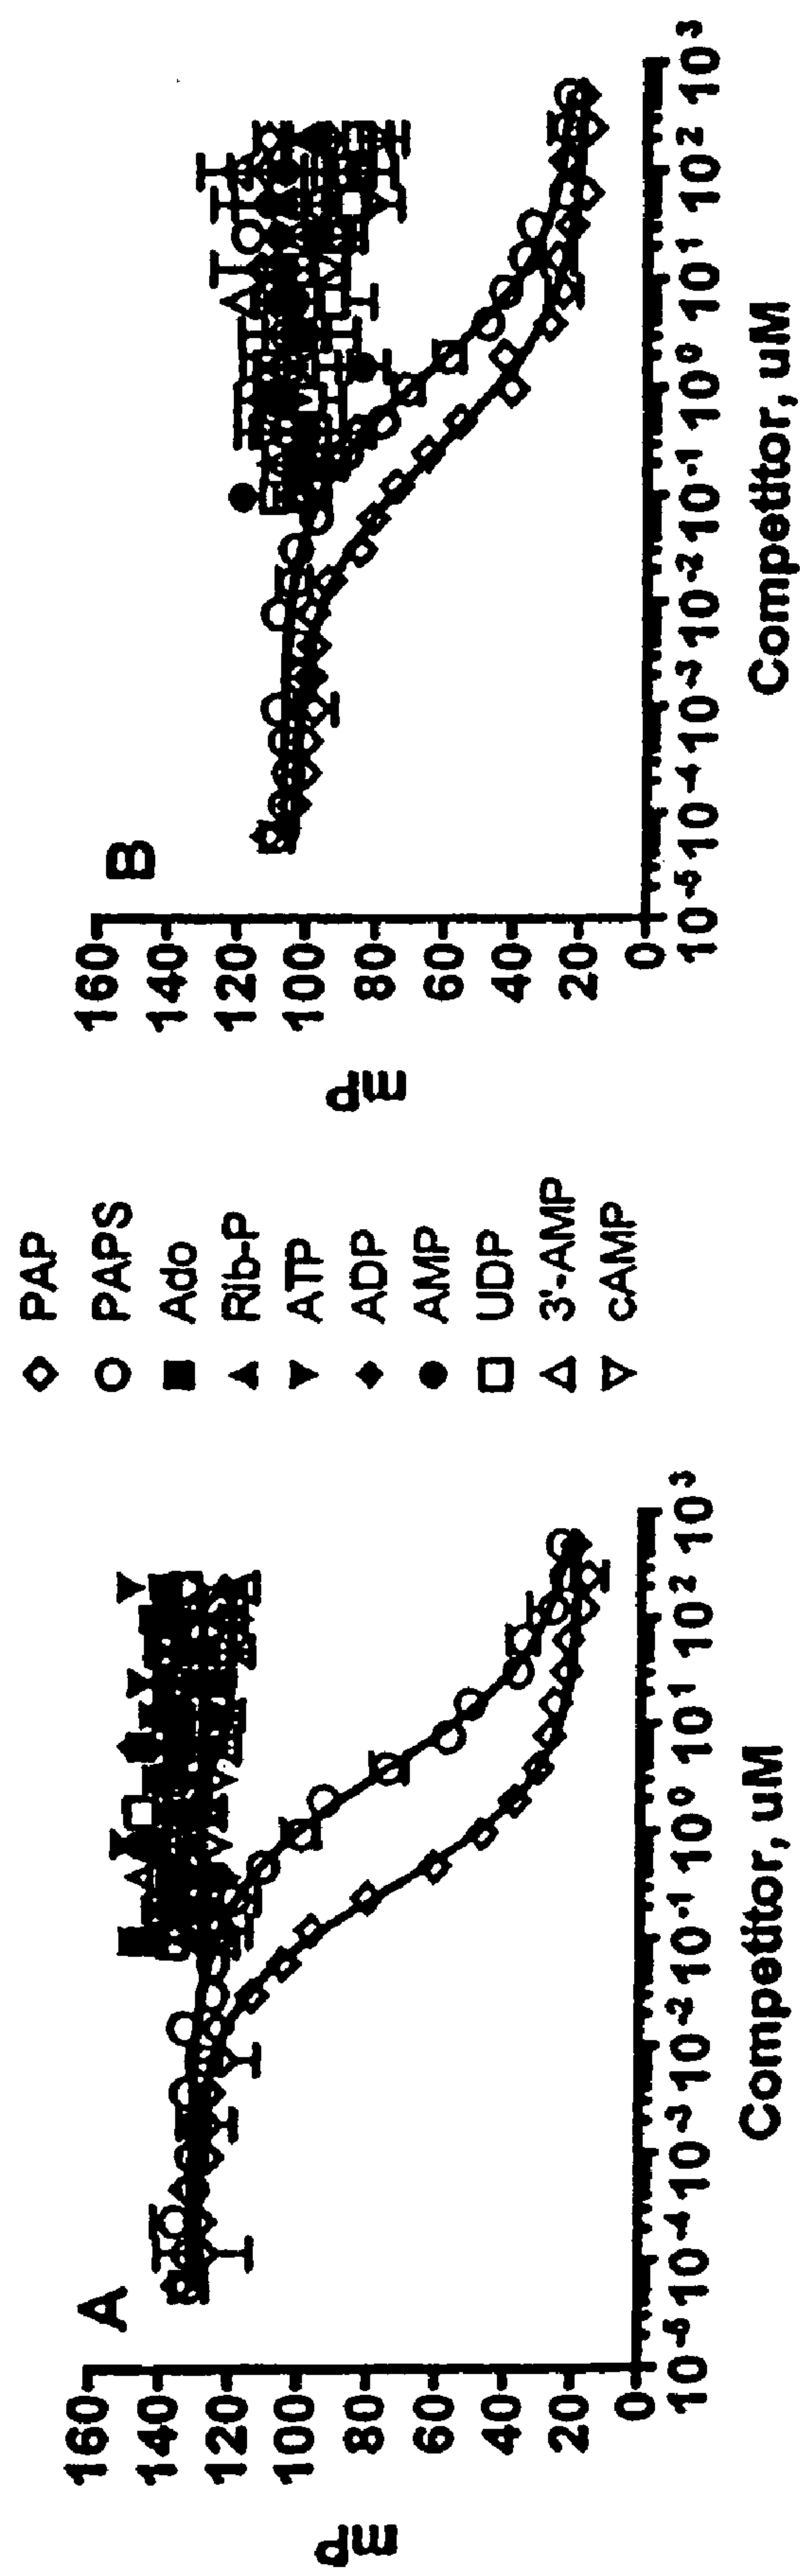 A
mP
160
140
120
100
80
60
40
20
0
10⁻⁵ 10⁻⁴ 10⁻³ 10⁻² 10⁻¹ 10⁰ 10¹ 10² 10³
Competitor, uM
PAP
PAPS
Ado
Rib-P
ATP
ADP
AMP
UDP
3'-AMP
cAMP
B
mP
160
140
120
100
80
60
40
20
0
10⁻⁵ 10⁻⁴ 10⁻³ 10⁻² 10⁻¹ 10⁰ 10¹ 10² 10³
Competitor, uM